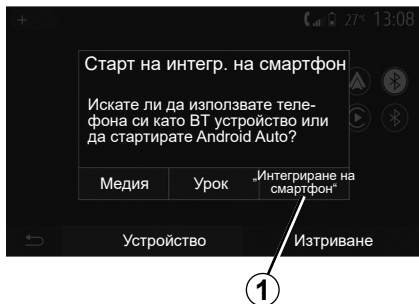 27°C 13:08
Старт на интегр. на смартфон
Искате ли да използвате теле-
фона си като BT устройство или
да стартирате Android Auto?
Медия Урок „Интегриране на
смартфон“
Устройство Изтриване
1